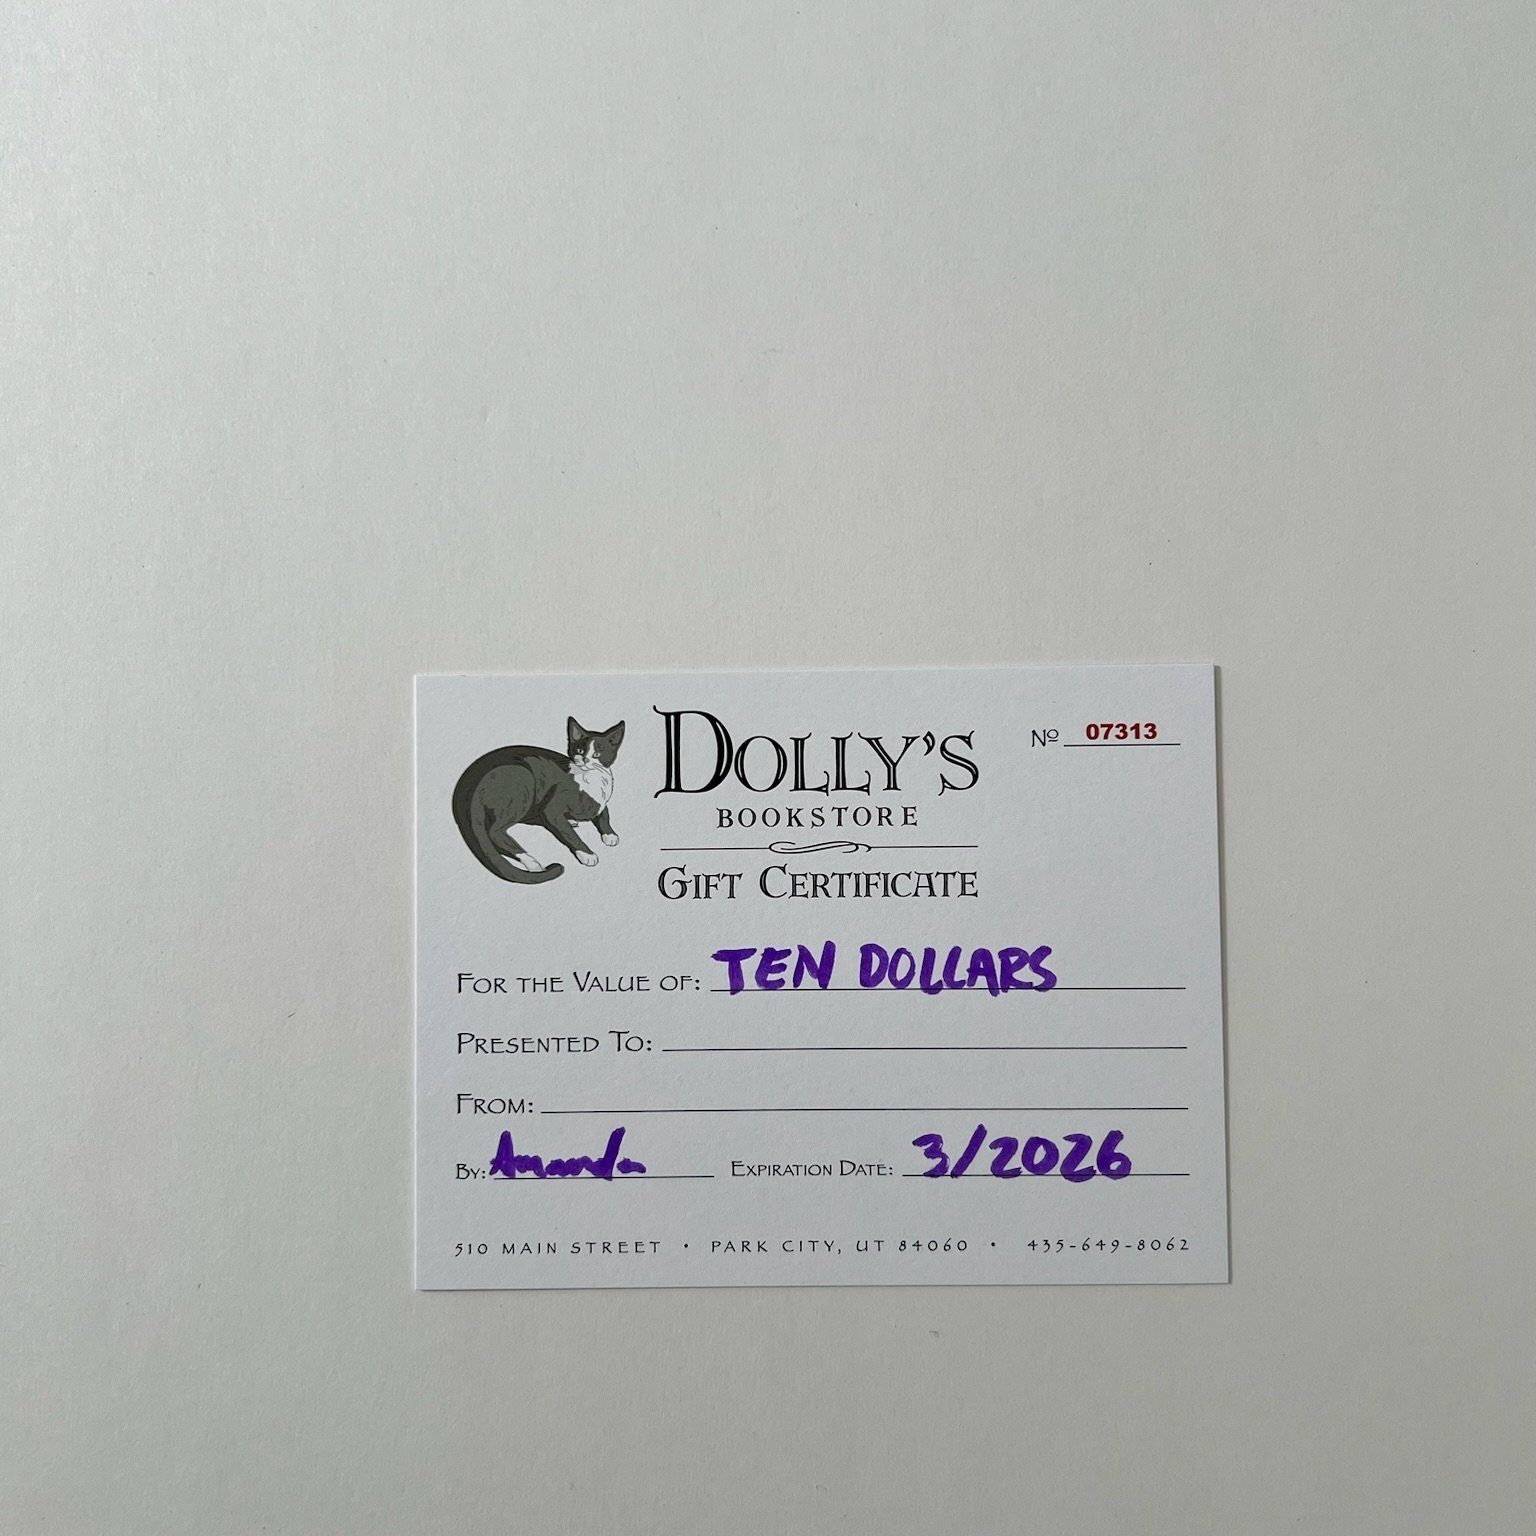 DOLLY'S
BOOKSTORE
GIFT CERTIFICATE
Nº 07313
FOR THE VALUE OF: TEN DOLLARS
PRESENTED TO:
FROM:
BY: Amanda EXPIRATION DATE: 3/2026
510 MAIN STREET • PARK CITY, UT 84060 • 435-649-8062